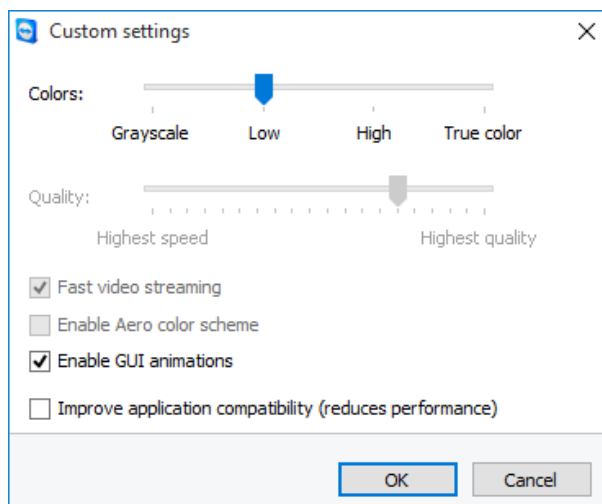 Custom settings
Colors:
Grayscale Low High True color
Quality:
Highest speed Highest quality
Fast video streaming
Enable Aero color scheme
Enable GUI animations
Improve application compatibility (reduces performance)
OK Cancel